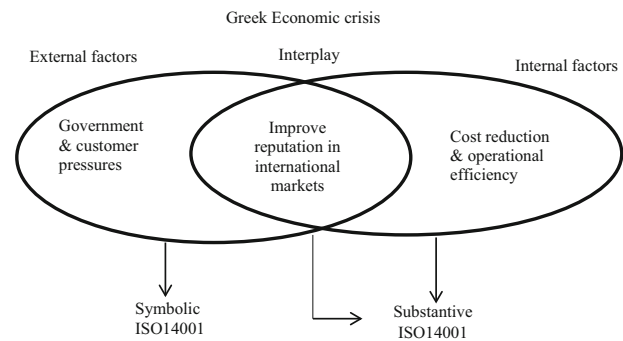 Greek Economic crisis
External factors
Interplay
Internal factors
Government
& customer
pressures
Improve
reputation in
international
markets
Cost reduction
& operational
efficiency
Symbolic
ISO14001
Substantive
ISO14001